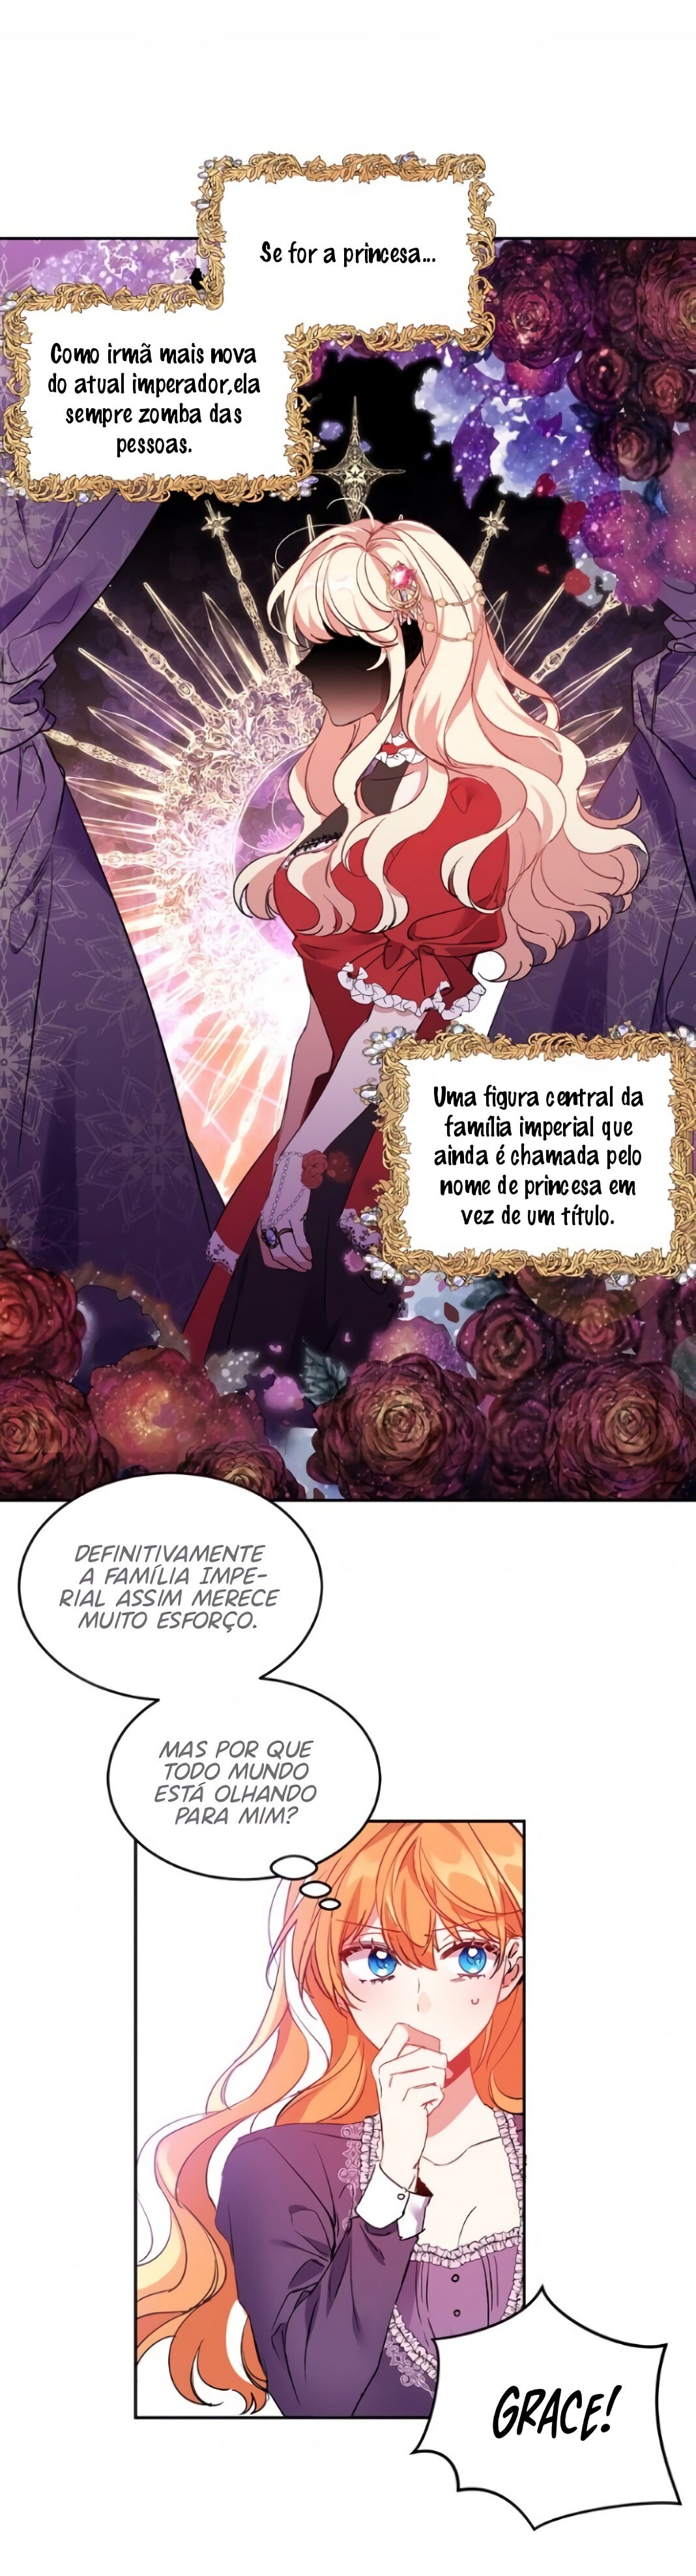 Se for a princesa...
Como irmã mais nova
do atual imperador,ela
sempre zomba das
pessoas.
Uma figura central da
família imperial que
ainda é chamada pelo
nome de princesa em
vez de um título.
DEFINITIVAMENTE
A FAMÍLIA IMPE-
RIAL ASSIM MERECE
MUITO ESFORÇO.
MAS POR QUE
TODO MUNDO
ESTÁ OLHANDO
PARA MIM?
GRACE!